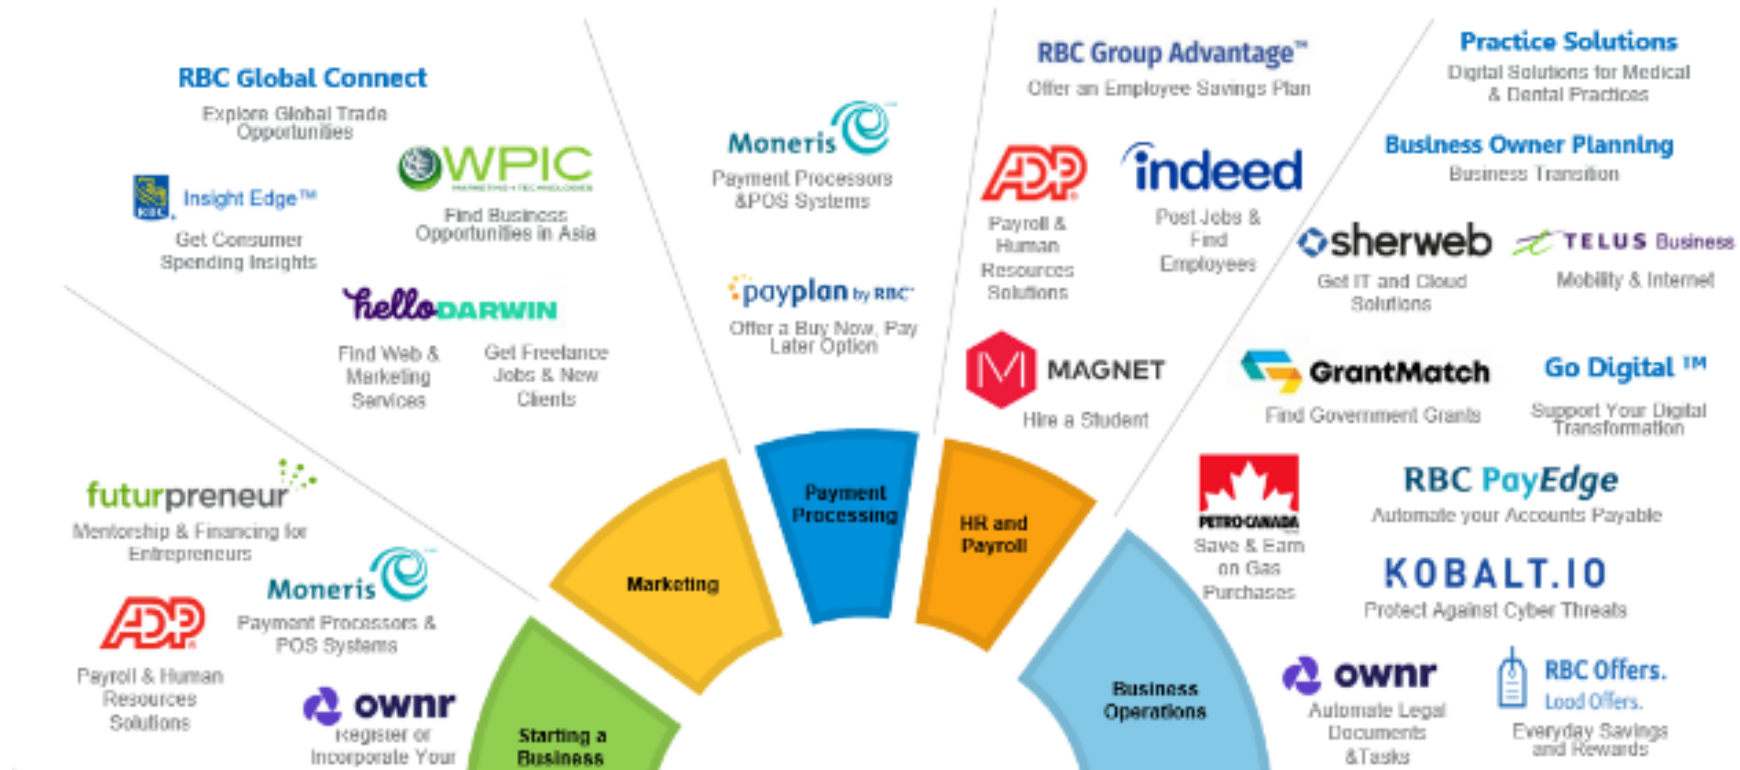 RBC Global Connect
Explore Global Trade
Opportunities
WPIC
MARKETING + TECHNOLOGIES
Find Business
Opportunities in Asia
RBC
Insight Edge™
Get Consumer
Spending Insights
hello DARWIN
Find Web &
Marketing
Services
Get Freelance
Jobs & New
Clients
Moneris
Payment Processors
&POS Systems
payplan by RBC
Offer a Buy Now, Pay
Later Option
RBC Group Advantage™
Offer an Employee Savings Plan
ADP
Payroll &
Human
Resources
Solutions
indeed
Post Jobs &
Find
Employees
M MAGNET
Hire a Student
Practice Solutions
Digital Solutions for Medical
& Dental Practices
Business Owner Planning
Business Transition
sherweb
Get IT and Cloud
Solutions
TELUS Business
Mobility & Internet
GrantMatch
Find Government Grants
Go Digital ™
Support Your Digital
Transformation
PETRO-CANADA
Save & Earn
on Gas
Purchases
RBC PayEdge
Automate your Accounts Payable
KOBALT.IO
Protect Against Cyber Threats
ownr
Automate Legal
Documents
&Tasks
RBC Offers.
Load Offers.
Everyday Savings
and Rewards
futurpreneur
Mentorship & Financing for
Entrepreneurs
Moneris
Payment Processors &
POS Systems
ADP
Payroll & Human
Resources
Solutions
ownr
Register or
Incorporate Your
Starting a
Business
Marketing
Payment
Processing
HR and
Payroll
Business
Operations